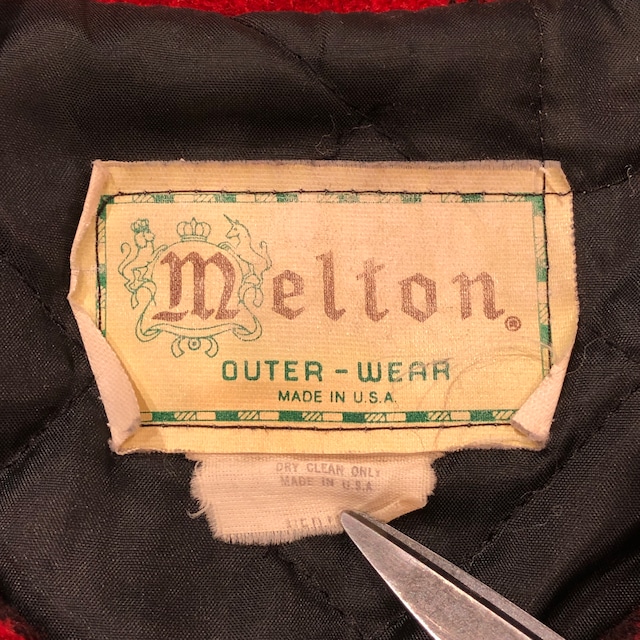 Melton®
OUTER-WEAR
MADE IN U.S.A.
DRY CLEAN ONLY
MADE IN U.S.A